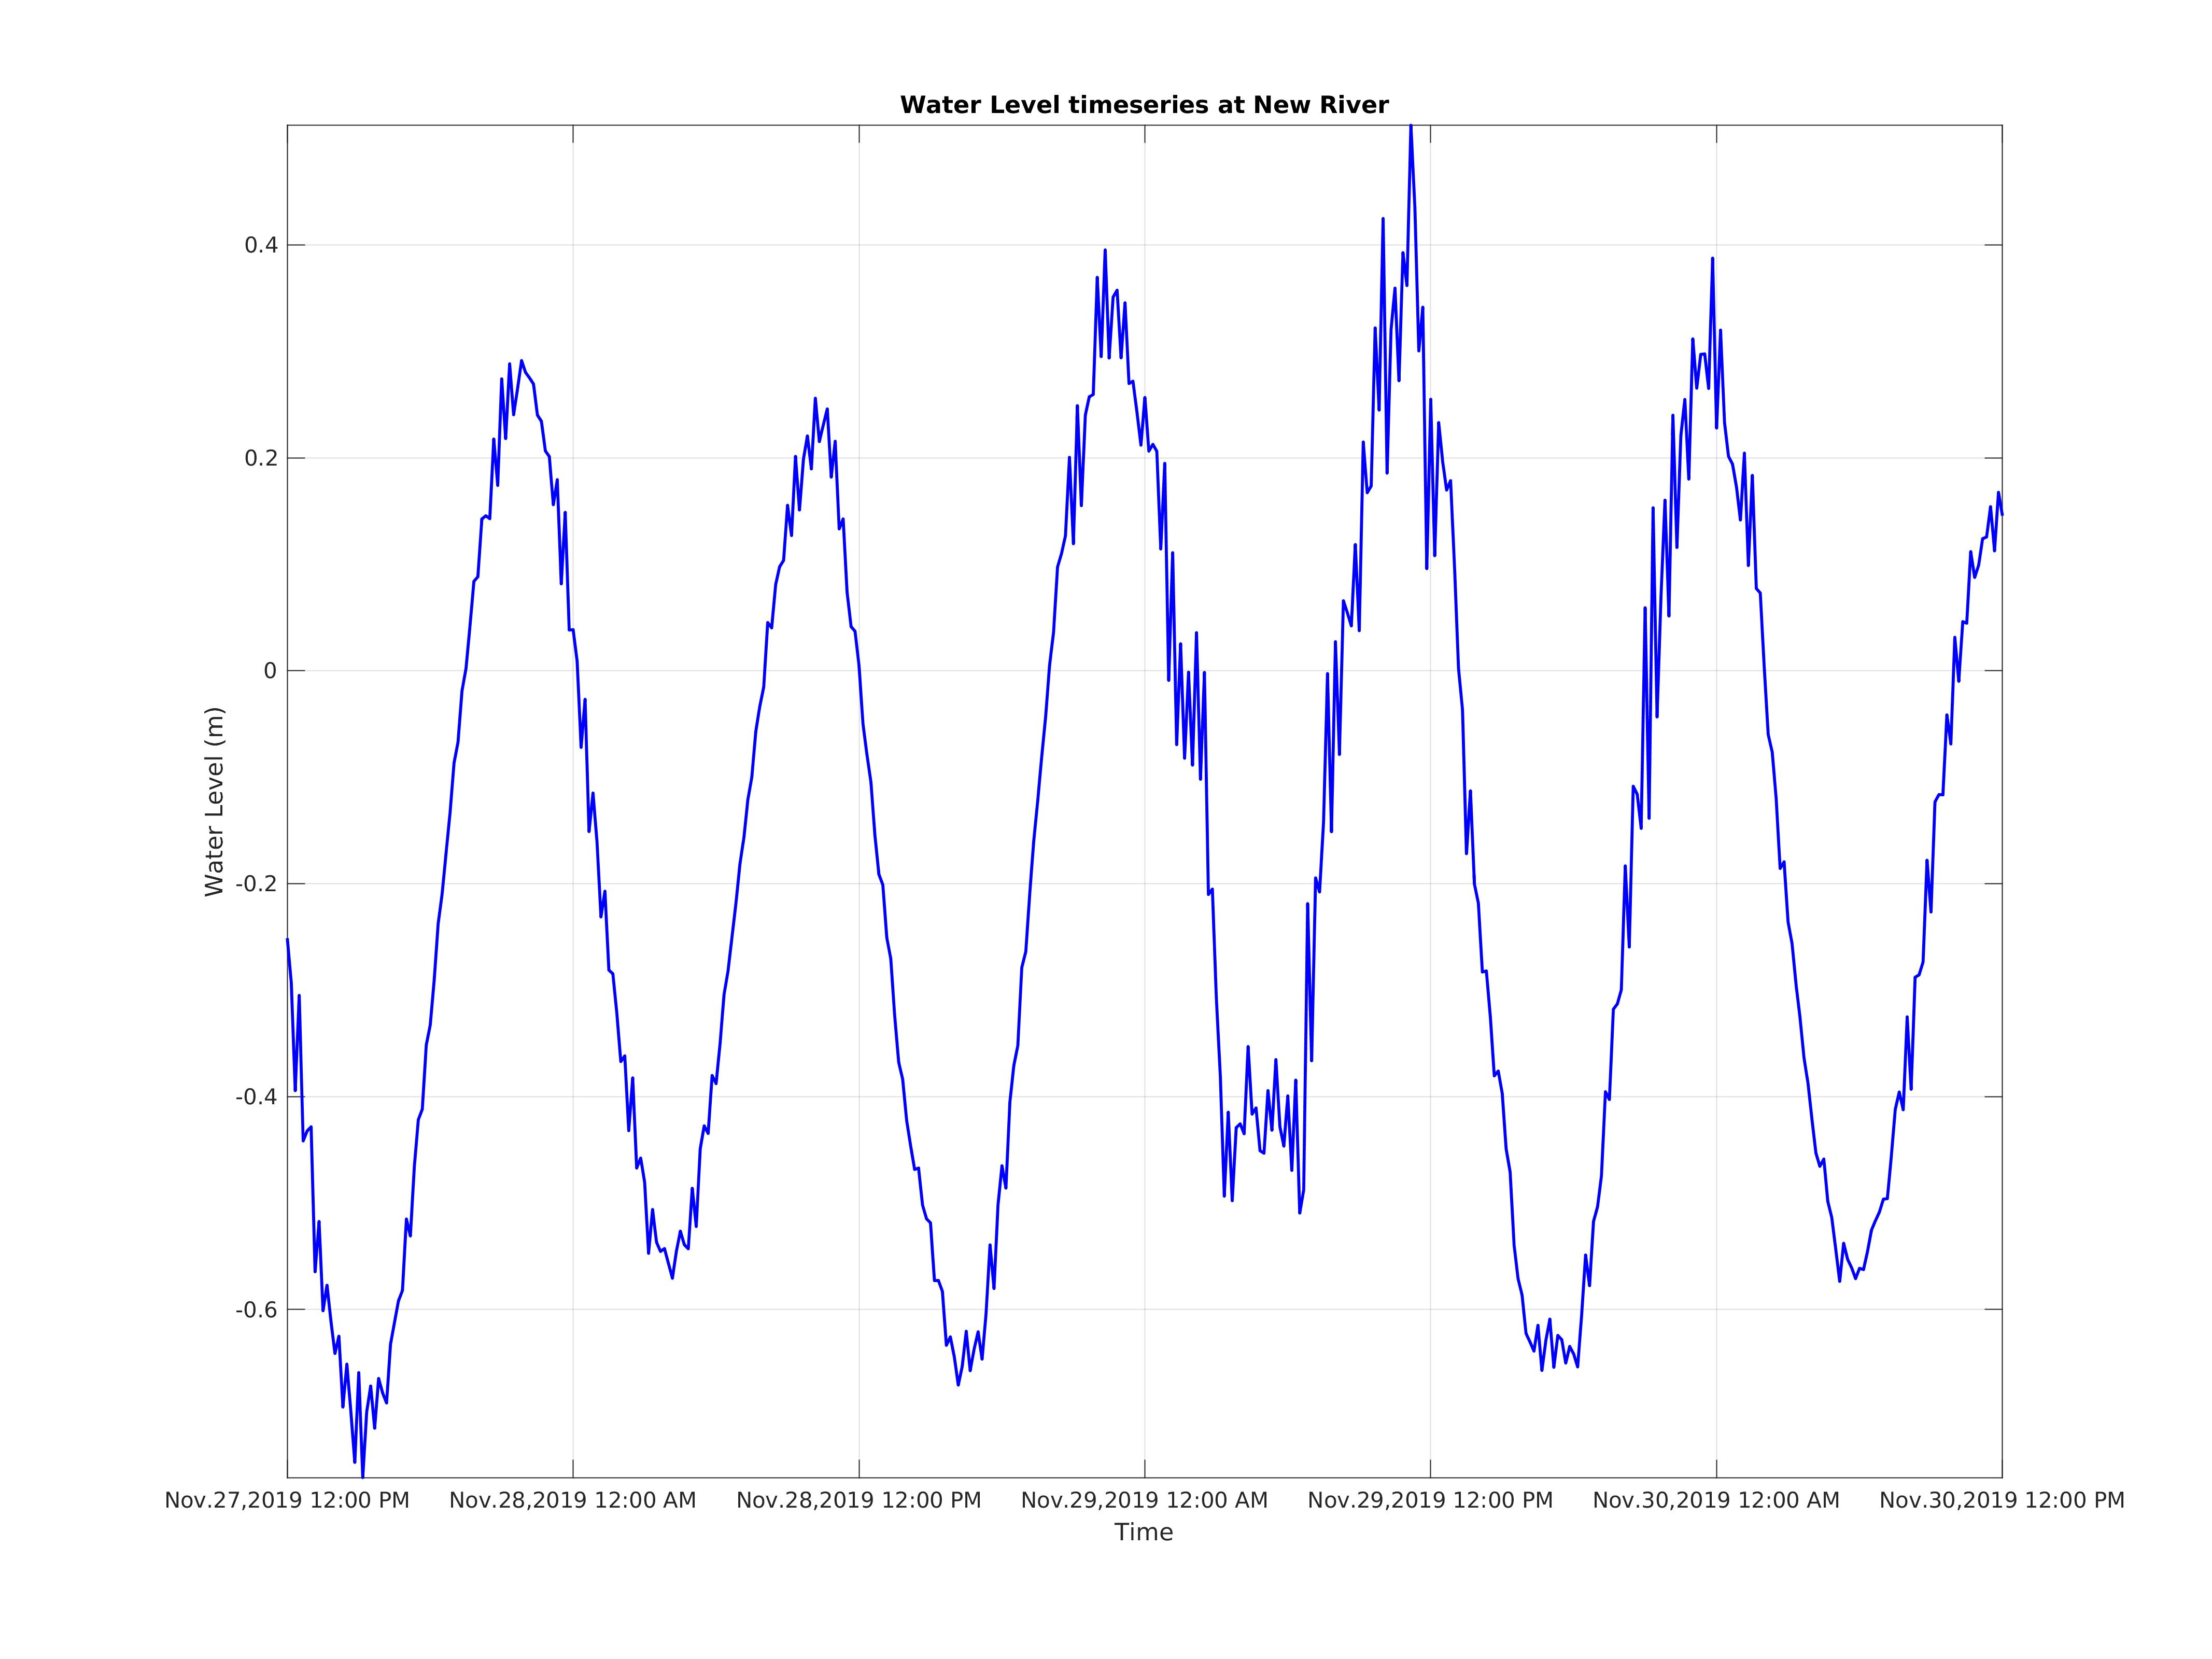 Water Level timeseries at New River
0.4
0.2
0
-0.2
-0.4
-0.6
Water Level (m)
Nov.27,2019 12:00 PM
Nov.28,2019 12:00 AM
Nov.28,2019 12:00 PM
Nov.29,2019 12:00 AM
Nov.29,2019 12:00 PM
Nov.30,2019 12:00 AM
Nov.30,2019 12:00 PM
Time